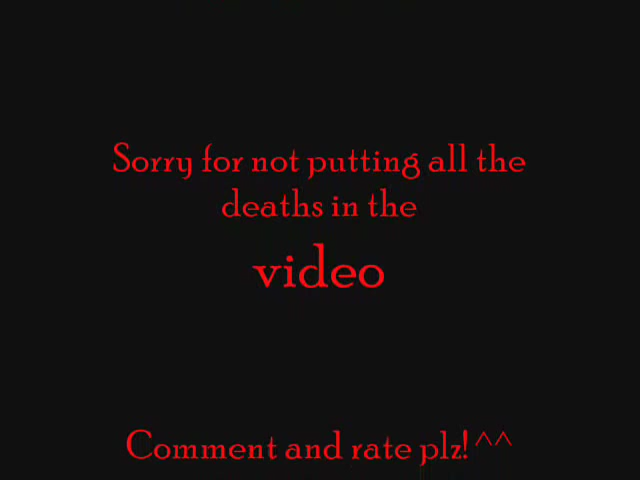 Sorry for not putting all the
deaths in the
video
Comment and rate plz! ^^